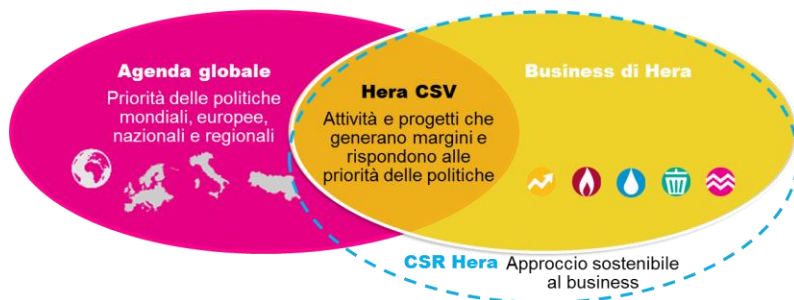 Agenda globale
Priorità delle politiche
mondiali, europee,
nazionali e regionali
Hera CSV
Attività e progetti che
generano margini e
rispondono alle
priorità delle politiche
Business di Hera
CSR Hera Approccio sostenibile
al business